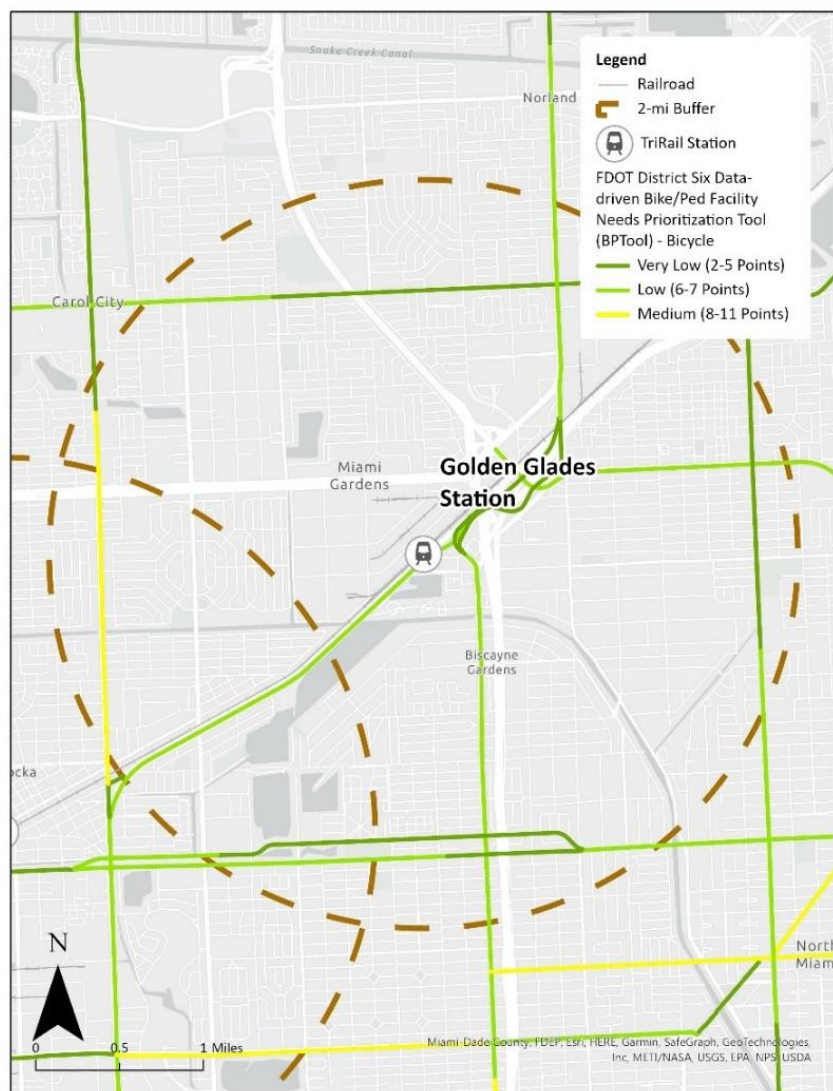 Snake Creek Canal
Norland
Legend
Railroad
2-mi Buffer
TriRail Station
FDOT District Six Data-
driven Bike/Ped Facility
Needs Prioritization Tool
(BPTool) - Bicycle
Very Low (2-5 Points)
Low (6-7 Points)
Medium (8-11 Points)
Carol City
Miami
Gardens
Golden Glades
Station
Biscayne
Gardens
ocka
N
North
Miami
0 0.5 1 Miles
Miami-Dade County, FDEP, Esri, HERE, Garmin, SafeGraph, GeoTechnologies,
Inc, METI/NASA, USGS, EPA, NPS, USDA